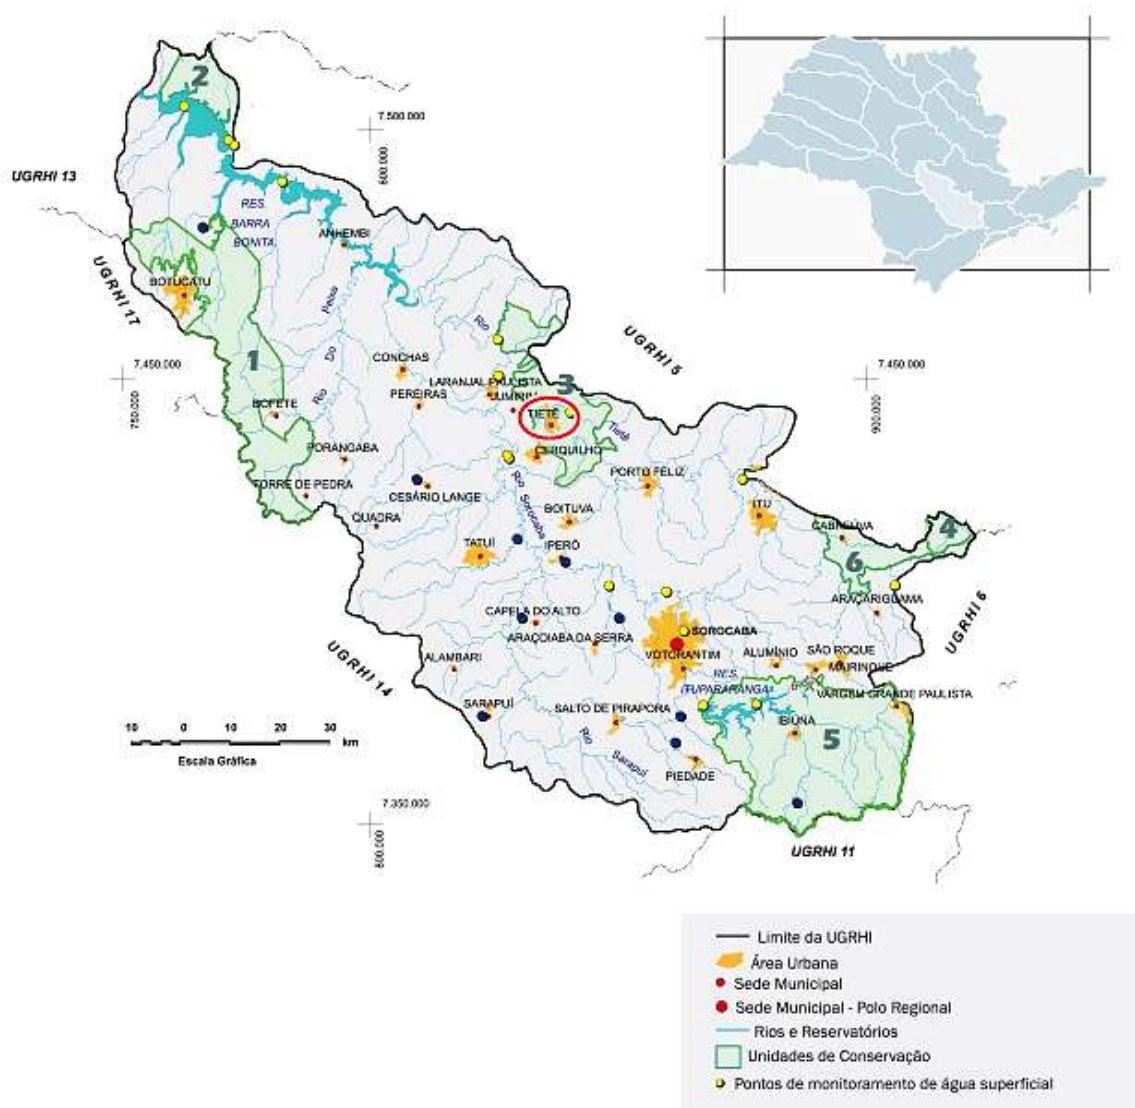 2
7.500.000
600.000
UGRHI 13
RES.
BARRA
BONITA
ANHEMBI
UGRHI 17
BOTUCATU
Rio Do Peixe
Rio
UGRHI 5
7.450.000
750.000
1
CONCHAS
LARANJAL PAULISTA
3
7.450.000
900.000
PEREIRAS
JUMIRIM
BOFETE
TIETÊ
Tietê
PORANGABA
CERQUILHO
PORTO FELIZ
TORRE DE PEDRA
CESÁRIO LANGE
Rio Sorocaba
ITU
QUADRA
BOITUVA
CABREÚVA
4
TATUÍ
IPERÓ
6
ARAÇARIGUAMA
UGRHI 6
CAPELA DO ALTO
ARAÇOIABA DA SERRA
SOROCABA
UGRHI 14
ALAMBARI
VOTORANTIM
ALUMÍNIO
SÃO ROQUE
MAIRINQUE
RES.
ITUPARARANGA
VARGEM GRANDE PAULISTA
SARAPUÍ
SALTO DE PIRAPORA
IBIÚNA
5
Rio Sarapuí
PIEDADE
10 0 10 20 30
km
Escala Gráfica
7.350.000
800.000
UGRHI 11
Limite da UGRHI
Área Urbana
Sede Municipal
Sede Municipal - Polo Regional
Rios e Reservatórios
Unidades de Conservação
Pontos de monitoramento de água superficial